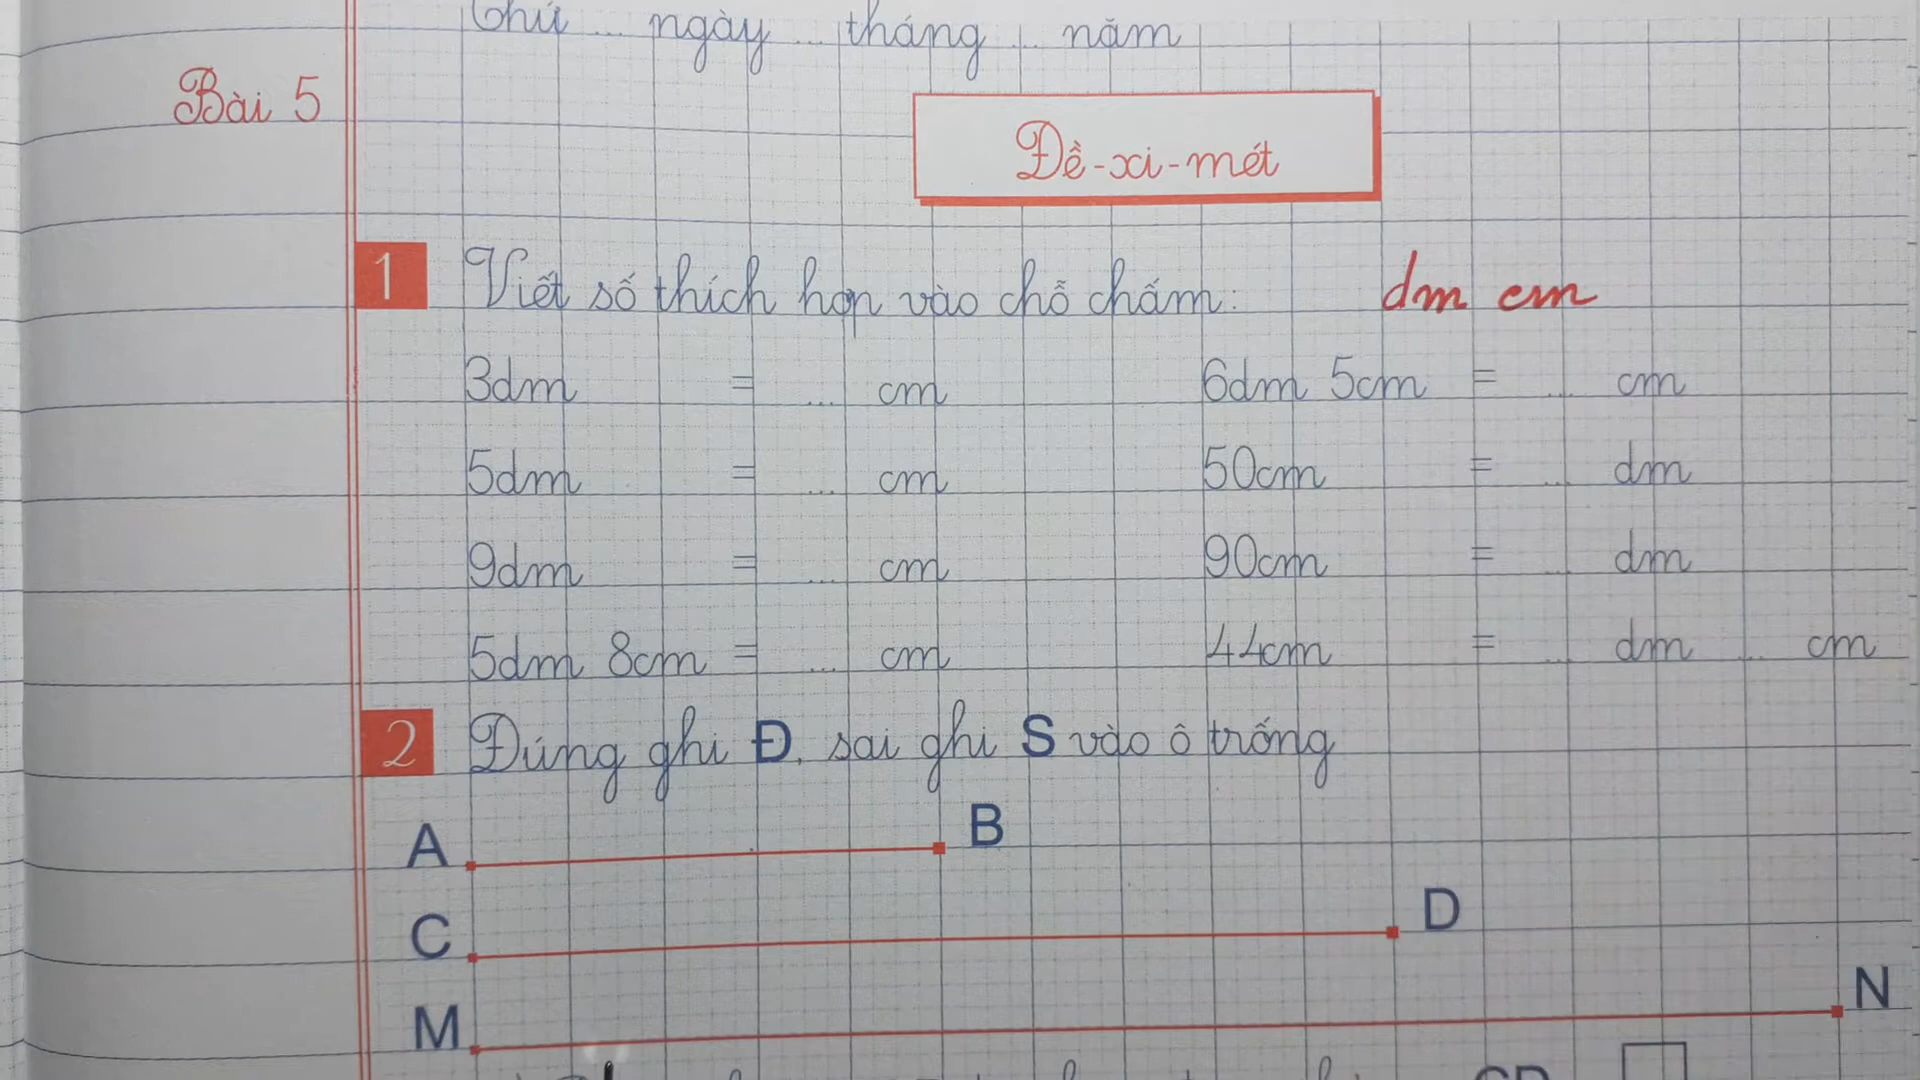 Thứ ... ngày ... tháng ... năm
Bài 5
Đề-xi-mét
1 Viết số thích hợp vào chỗ chấm: dm cm
3dm = ... cm 6dm 5cm = ... cm
5dm = ... cm 50cm = ... dm
9dm = ... cm 90cm = ... dm
5dm 8cm = ... cm 44cm = ... dm ... cm
2 Đúng ghi Đ, sai ghi S vào ô trống
A B
C D
M N
CD